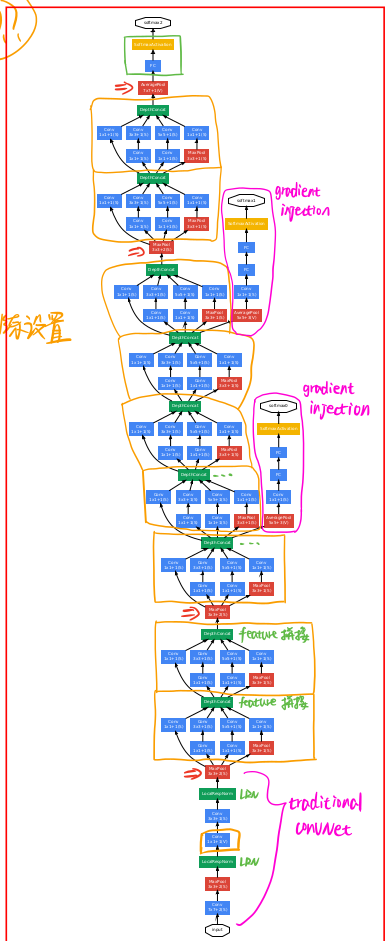 !!
softmax2
SoftmaxActivation
FC
AveragePool
7x7+1(V)
DepthConcat
Conv Conv Conv Conv
1x1+1(S) 3x3+1(S) 5x5+1(S) 1x1+1(S)
Conv Conv MaxPool
1x1+1(S) 1x1+1(S) 3x3+1(S)
DepthConcat
Conv Conv Conv Conv
1x1+1(S) 3x3+1(S) 5x5+1(S) 1x1+1(S)
Conv Conv MaxPool
1x1+1(S) 1x1+1(S) 3x3+1(S)
MaxPool
3x3+2(S)
gradient
injection
softmax1
SoftmaxActivation
FC
FC
Conv
1x1+1(S)
AveragePool
5x5+3(V)
DepthConcat
Conv Conv Conv Conv
1x1+1(S) 3x3+1(S) 5x5+1(S) 1x1+1(S)
Conv Conv MaxPool
1x1+1(S) 1x1+1(S) 3x3+1(S)
设置
DepthConcat
Conv Conv Conv Conv
1x1+1(S) 3x3+1(S) 5x5+1(S) 1x1+1(S)
Conv Conv MaxPool
1x1+1(S) 1x1+1(S) 3x3+1(S)
gradient
injection
softmax0
SoftmaxActivation
FC
FC
Conv
1x1+1(S)
AveragePool
5x5+3(V)
DepthConcat
Conv Conv Conv Conv
1x1+1(S) 3x3+1(S) 5x5+1(S) 1x1+1(S)
Conv Conv MaxPool
1x1+1(S) 1x1+1(S) 3x3+1(S)
DepthConcat ---
Conv Conv Conv Conv
1x1+1(S) 3x3+1(S) 5x5+1(S) 1x1+1(S)
Conv Conv MaxPool
1x1+1(S) 1x1+1(S) 3x3+1(S)
DepthConcat ---
Conv Conv Conv Conv
1x1+1(S) 3x3+1(S) 5x5+1(S) 1x1+1(S)
Conv Conv MaxPool
1x1+1(S) 1x1+1(S) 3x3+1(S)
MaxPool
3x3+2(S)
DepthConcat feature 拼接
Conv Conv Conv Conv
1x1+1(S) 3x3+1(S) 5x5+1(S) 1x1+1(S)
Conv Conv MaxPool
1x1+1(S) 1x1+1(S) 3x3+1(S)
DepthConcat feature 拼接
Conv Conv Conv Conv
1x1+1(S) 3x3+1(S) 5x5+1(S) 1x1+1(S)
Conv Conv MaxPool
1x1+1(S) 1x1+1(S) 3x3+1(S)
MaxPool
3x3+2(S)
LocalRespNorm LRN
Conv
3x3+1(S)
Conv
1x1+1(V)
LocalRespNorm LRN
MaxPool
3x3+2(S)
Conv
7x7+2(S)
input
traditional
ConvNet